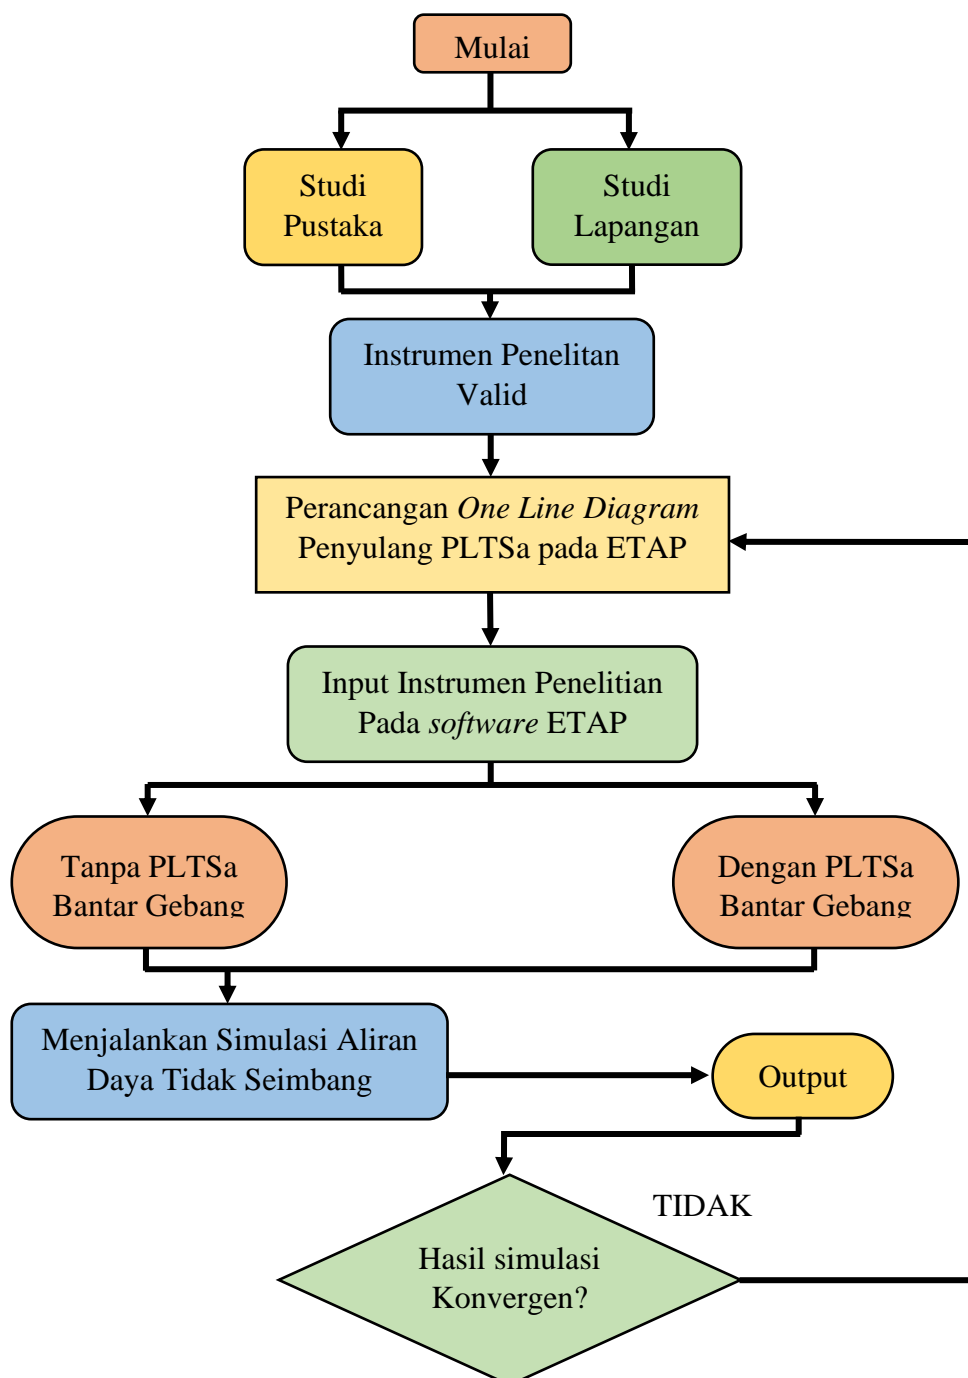 Mulai
Studi
Pustaka
Studi
Lapangan
Instrumen Penelitan
Valid
Perancangan One Line Diagram
Penyulang PLTSa pada ETAP
Input Instrumen Penelitian
Pada software ETAP
Tanpa PLTSa
Bantar Gebang
Dengan PLTSa
Bantar Gebang
Menjalankan Simulasi Aliran
Daya Tidak Seimbang
Output
TIDAK
Hasil simulasi
Konvergen?